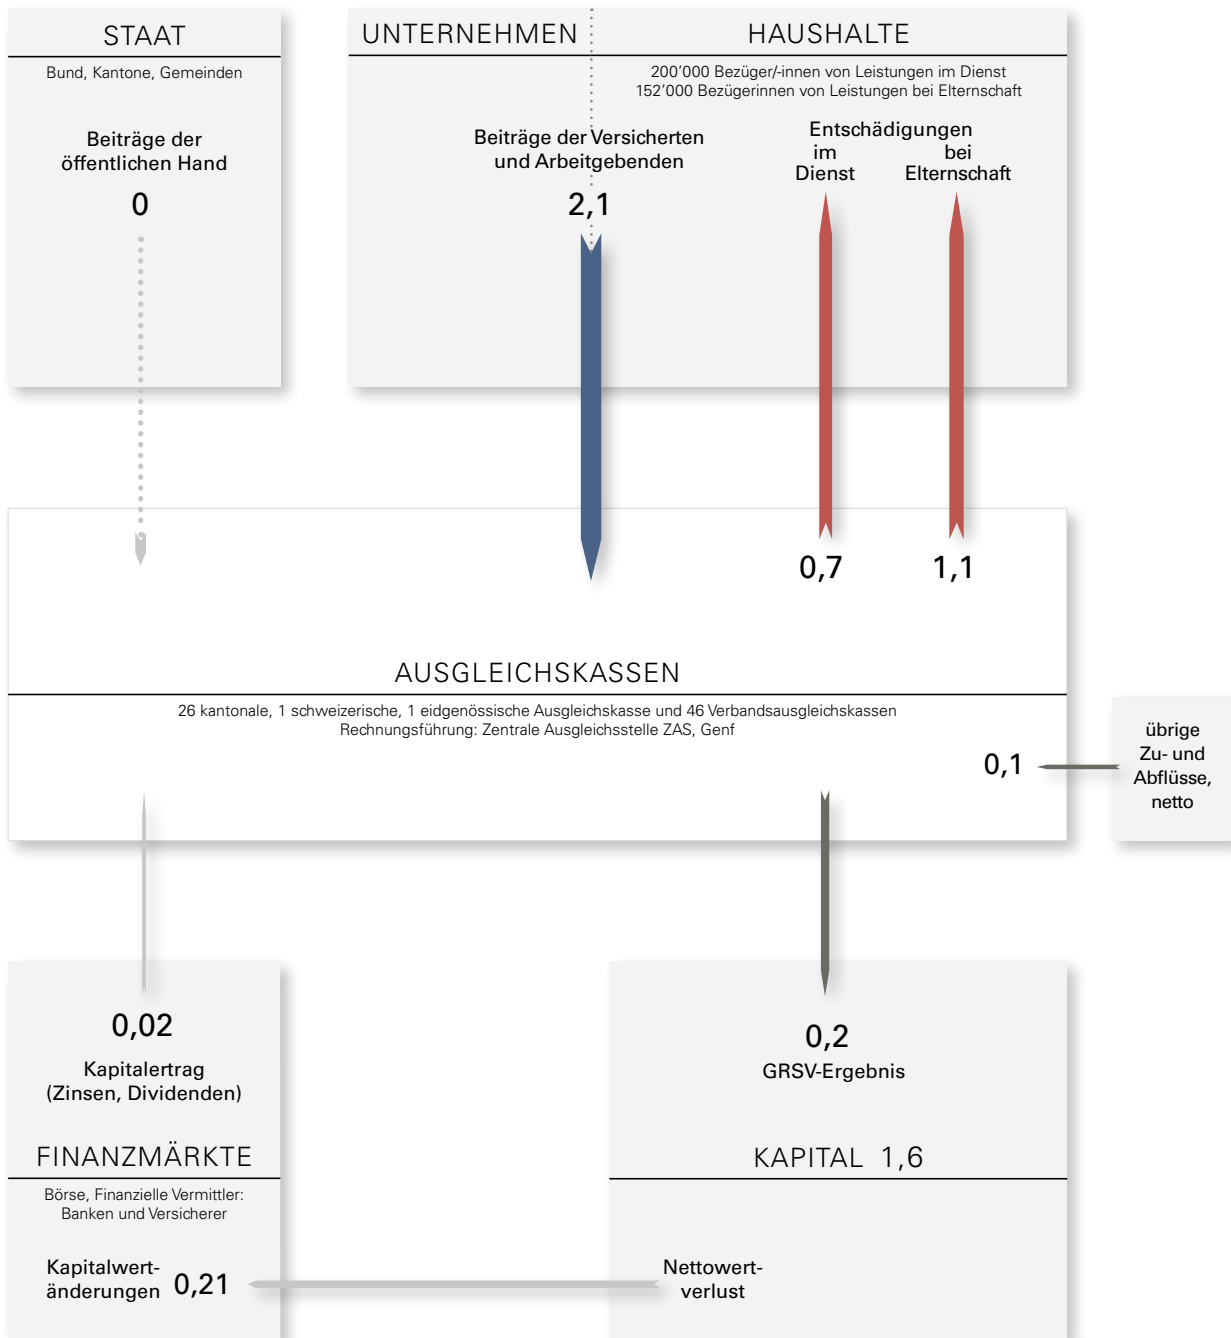 STAAT
Bund, Kantone, Gemeinden
Beiträge der
öffentlichen Hand
0
UNTERNEHMEN
HAUSHALTE
200’000 Bezüger/-innen von Leistungen im Dienst
152’000 Bezügerinnen von Leistungen bei Elternschaft
Beiträge der Versicherten
und Arbeitgebenden
2,1
Entschädigungen
im
Dienst
bei
Elternschaft
0,7
1,1
AUSGLEICHSKASSEN
26 kantonale, 1 schweizerische, 1 eidgenössische Ausgleichskasse und 46 Verbandsausgleichskassen
Rechnungsführung: Zentrale Ausgleichsstelle ZAS, Genf
0,1
übrige
Zu- und
Abflüsse,
netto
0,02
Kapitalertrag
(Zinsen, Dividenden)
FINANZMÄRKTE
Börse, Finanzielle Vermittler:
Banken und Versicherer
Kapitalwert-
änderungen
0,21
0,2
GRSV-Ergebnis
KAPITAL 1,6
Nettowert-
verlust